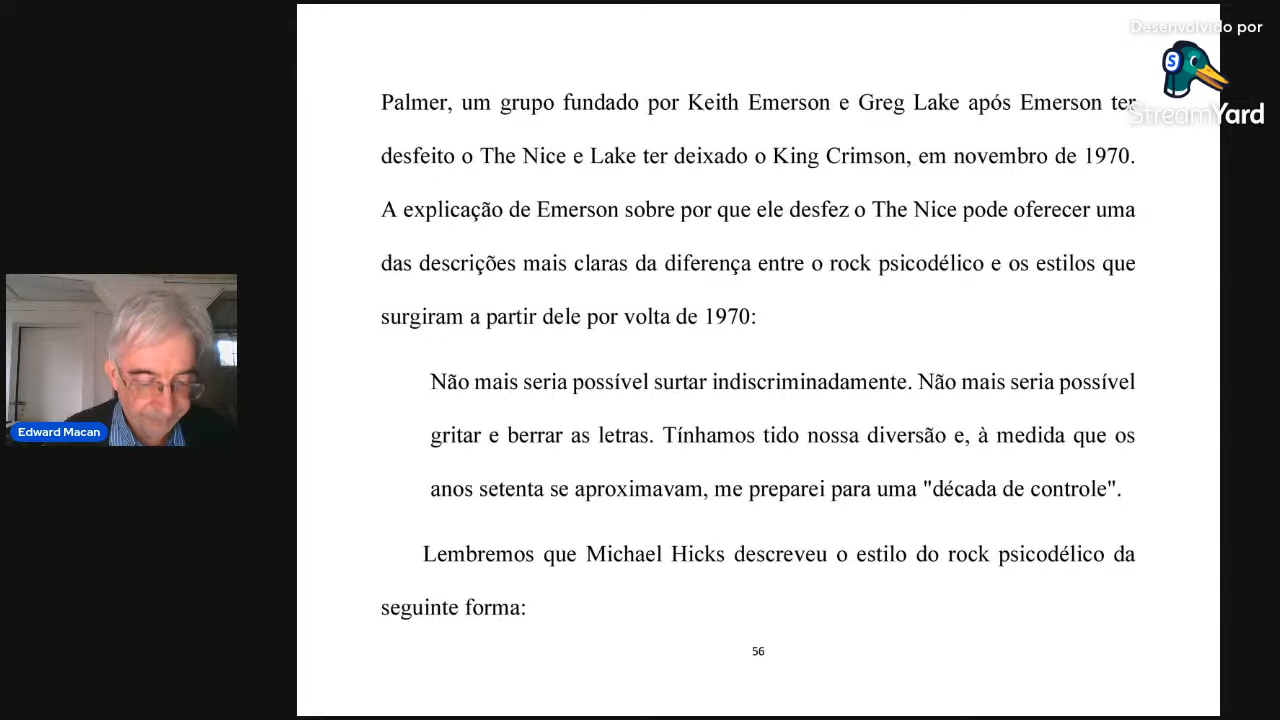 Desenvolvido por
StreamYard
Palmer, um grupo fundado por Keith Emerson e Greg Lake após Emerson ter
desfeito o The Nice e Lake ter deixado o King Crimson, em novembro de 1970.
A explicação de Emerson sobre por que ele desfez o The Nice pode oferecer uma
das descrições mais claras da diferença entre o rock psicodélico e os estilos que
surgiram a partir dele por volta de 1970:
Não mais seria possível surtar indiscriminadamente. Não mais seria possível
gritar e berrar as letras. Tínhamos tido nossa diversão e, à medida que os
anos setenta se aproximavam, me preparei para uma "década de controle".
Lembremos que Michael Hicks descreveu o estilo do rock psicodélico da
seguinte forma:
56
Edward Macan